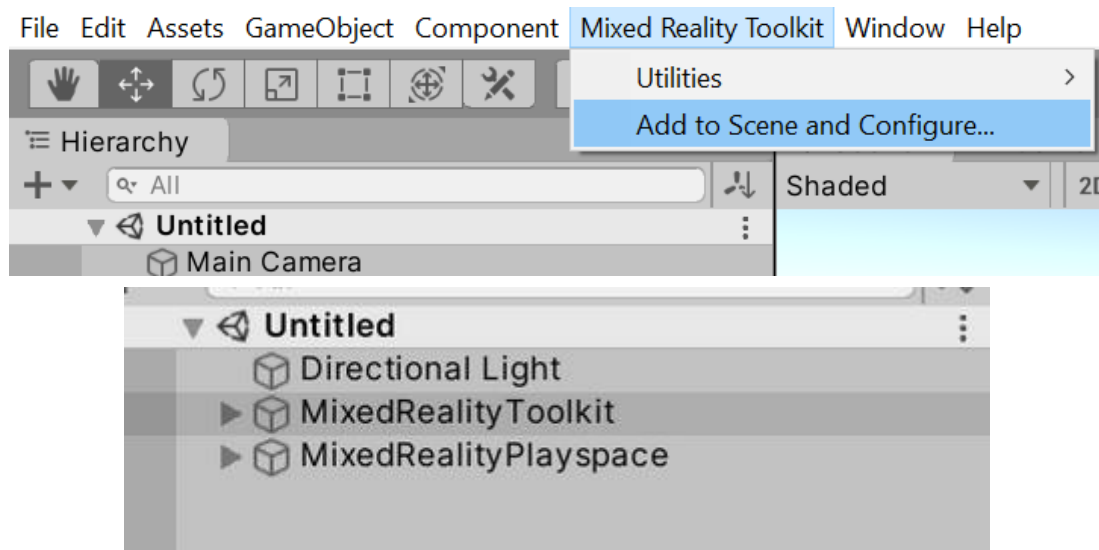 File Edit Assets GameObject Component Mixed Reality Toolkit Window Help
Utilities
Add to Scene and Configure...
Hierarchy
All
Shaded
Untitled
Main Camera
Untitled
Directional Light
MixedRealityToolkit
MixedRealityPlayspace